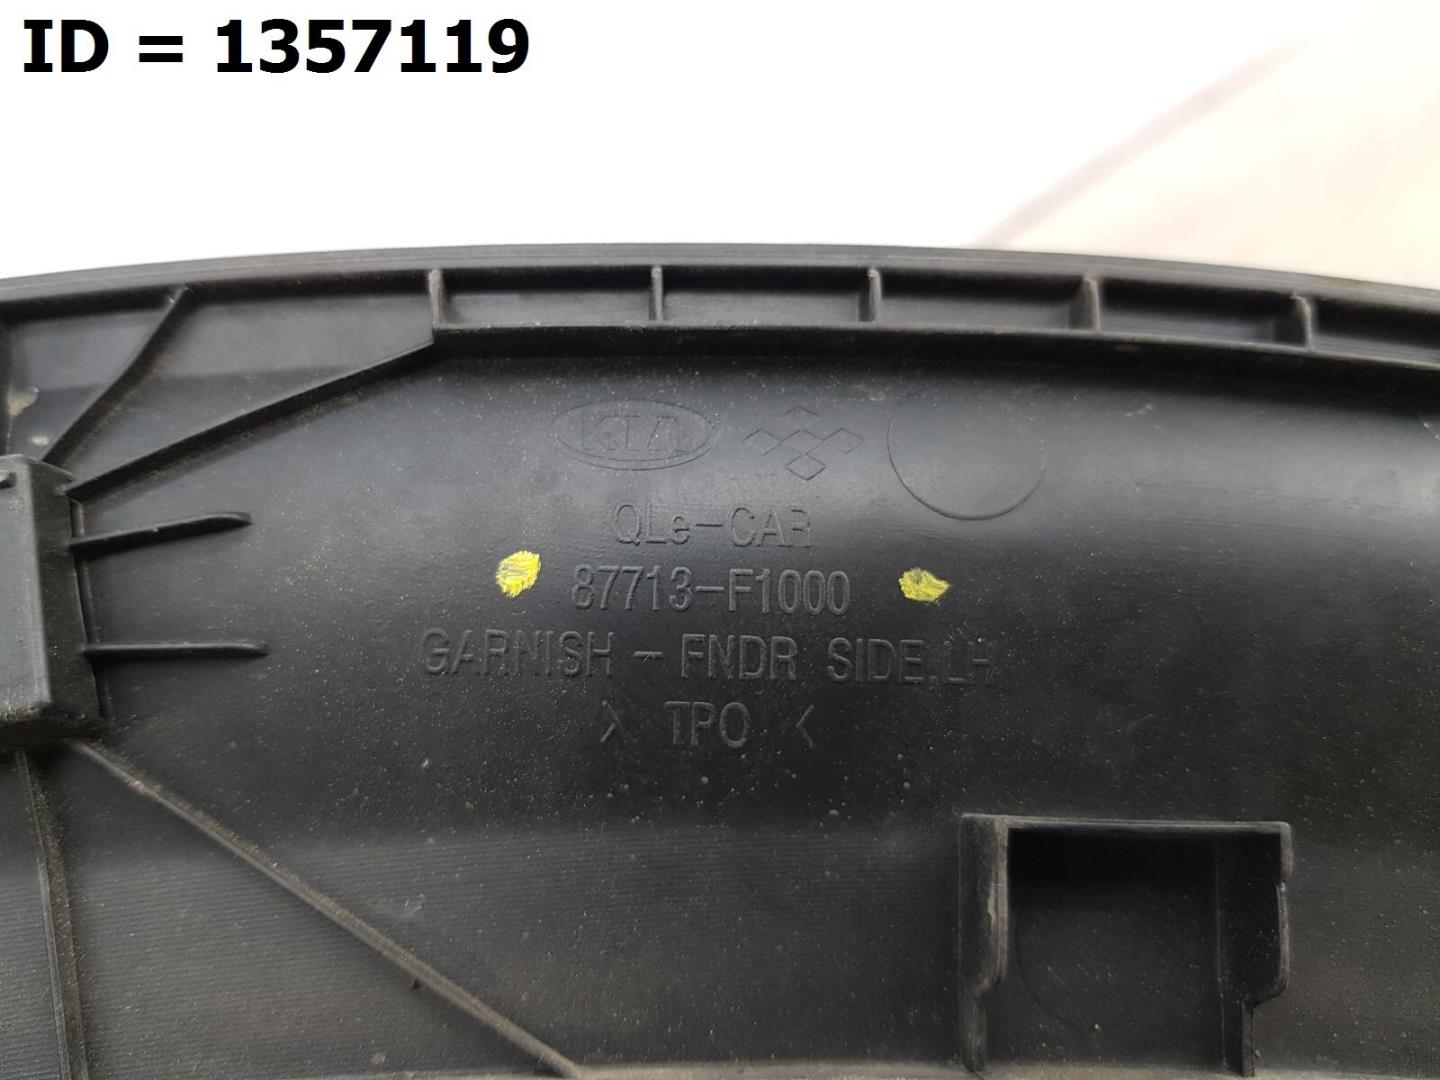 ID = 1357119
KIA
QLe-CAR
87713-F1000
GARNISH - FNDR SIDE,LH
> TPO <